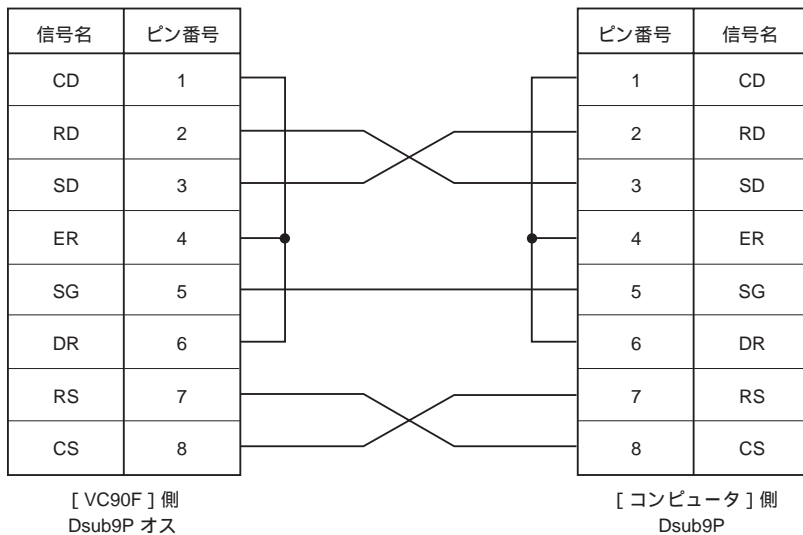 信号名 ピン番号 ピン番号 信号名
CD 1 1 CD
RD 2 2 RD
SD 3 3 SD
ER 4 4 ER
SG 5 5 SG
DR 6 6 DR
RS 7 7 RS
CS 8 8 CS
[ VC90F ] 側 [ コンピュータ ] 側
Dsub9P オス Dsub9P